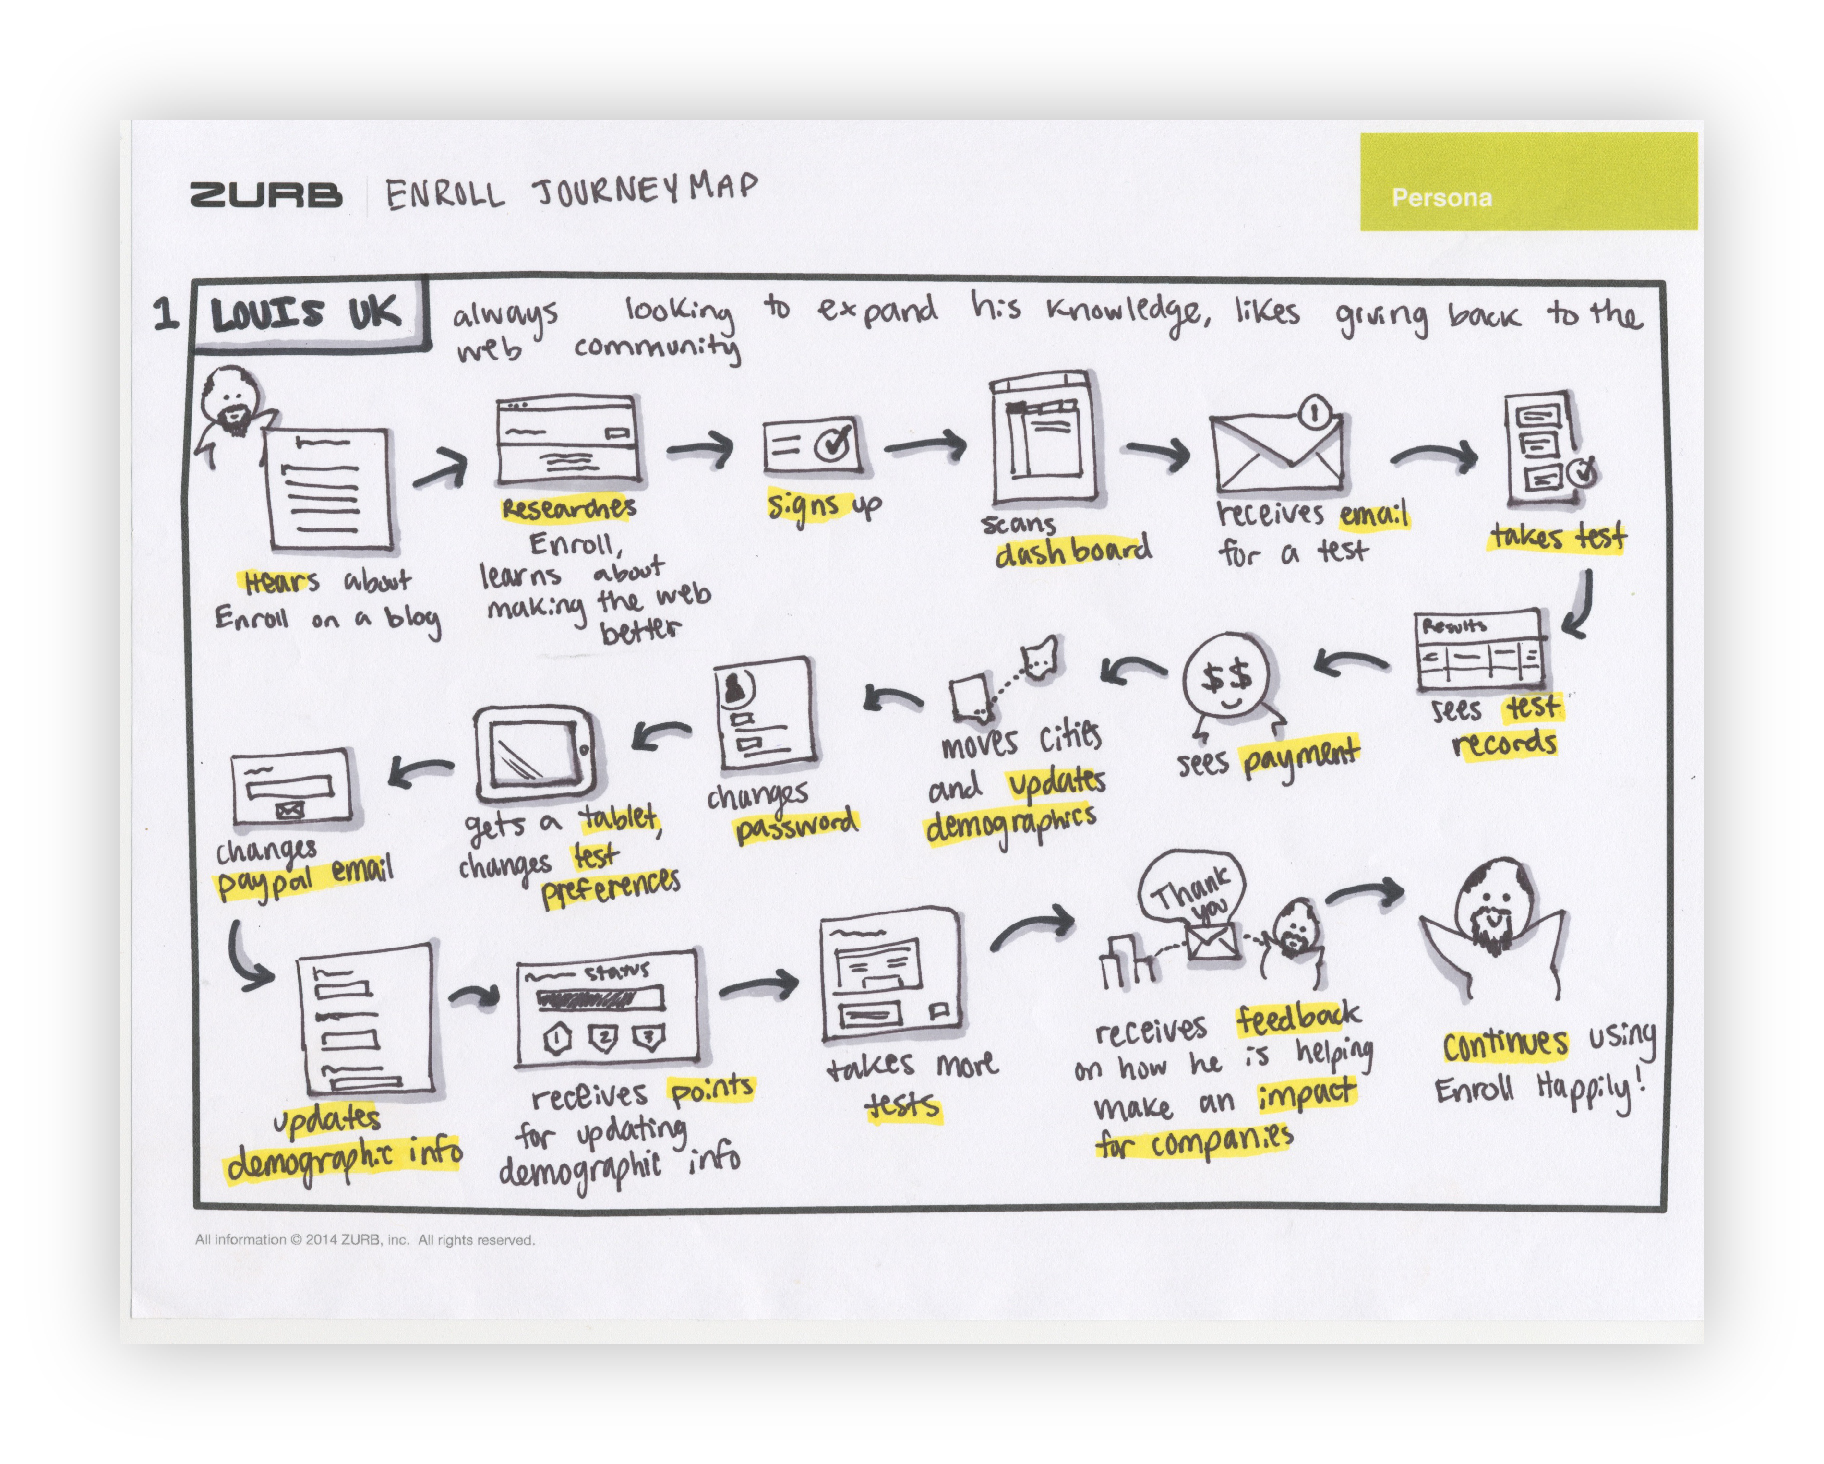 ZURB ENROLL JOURNEYMAP
Persona
1 LOUIS UK always looking to expand his knowledge, likes giving back to the
web community
Hears about
Enroll on a blog
Researches
Enroll,
learns about
making the web
better
signs up
scans
dashboard
1
receives email
for a test
takes test
Results
sees test
records
$$
sees payment
moves cities
and updates
demographics
changes
password
gets a tablet,
changes test
preferences
changes
paypal email
updates
demographic info
status
1 2 3
receives points
for updating
demographic info
takes more
tests
Thank
you
receives feedback
on how he is helping
make an impact
for companies
continues using
Enroll Happily!
All information © 2014 ZURB, inc. All rights reserved.